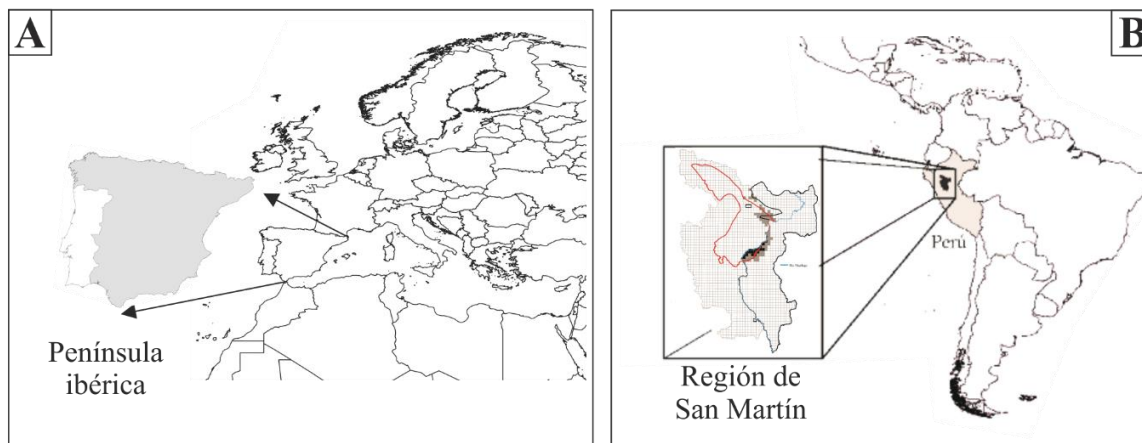 A
Península
ibérica
B
Perú
Región de
San Martín